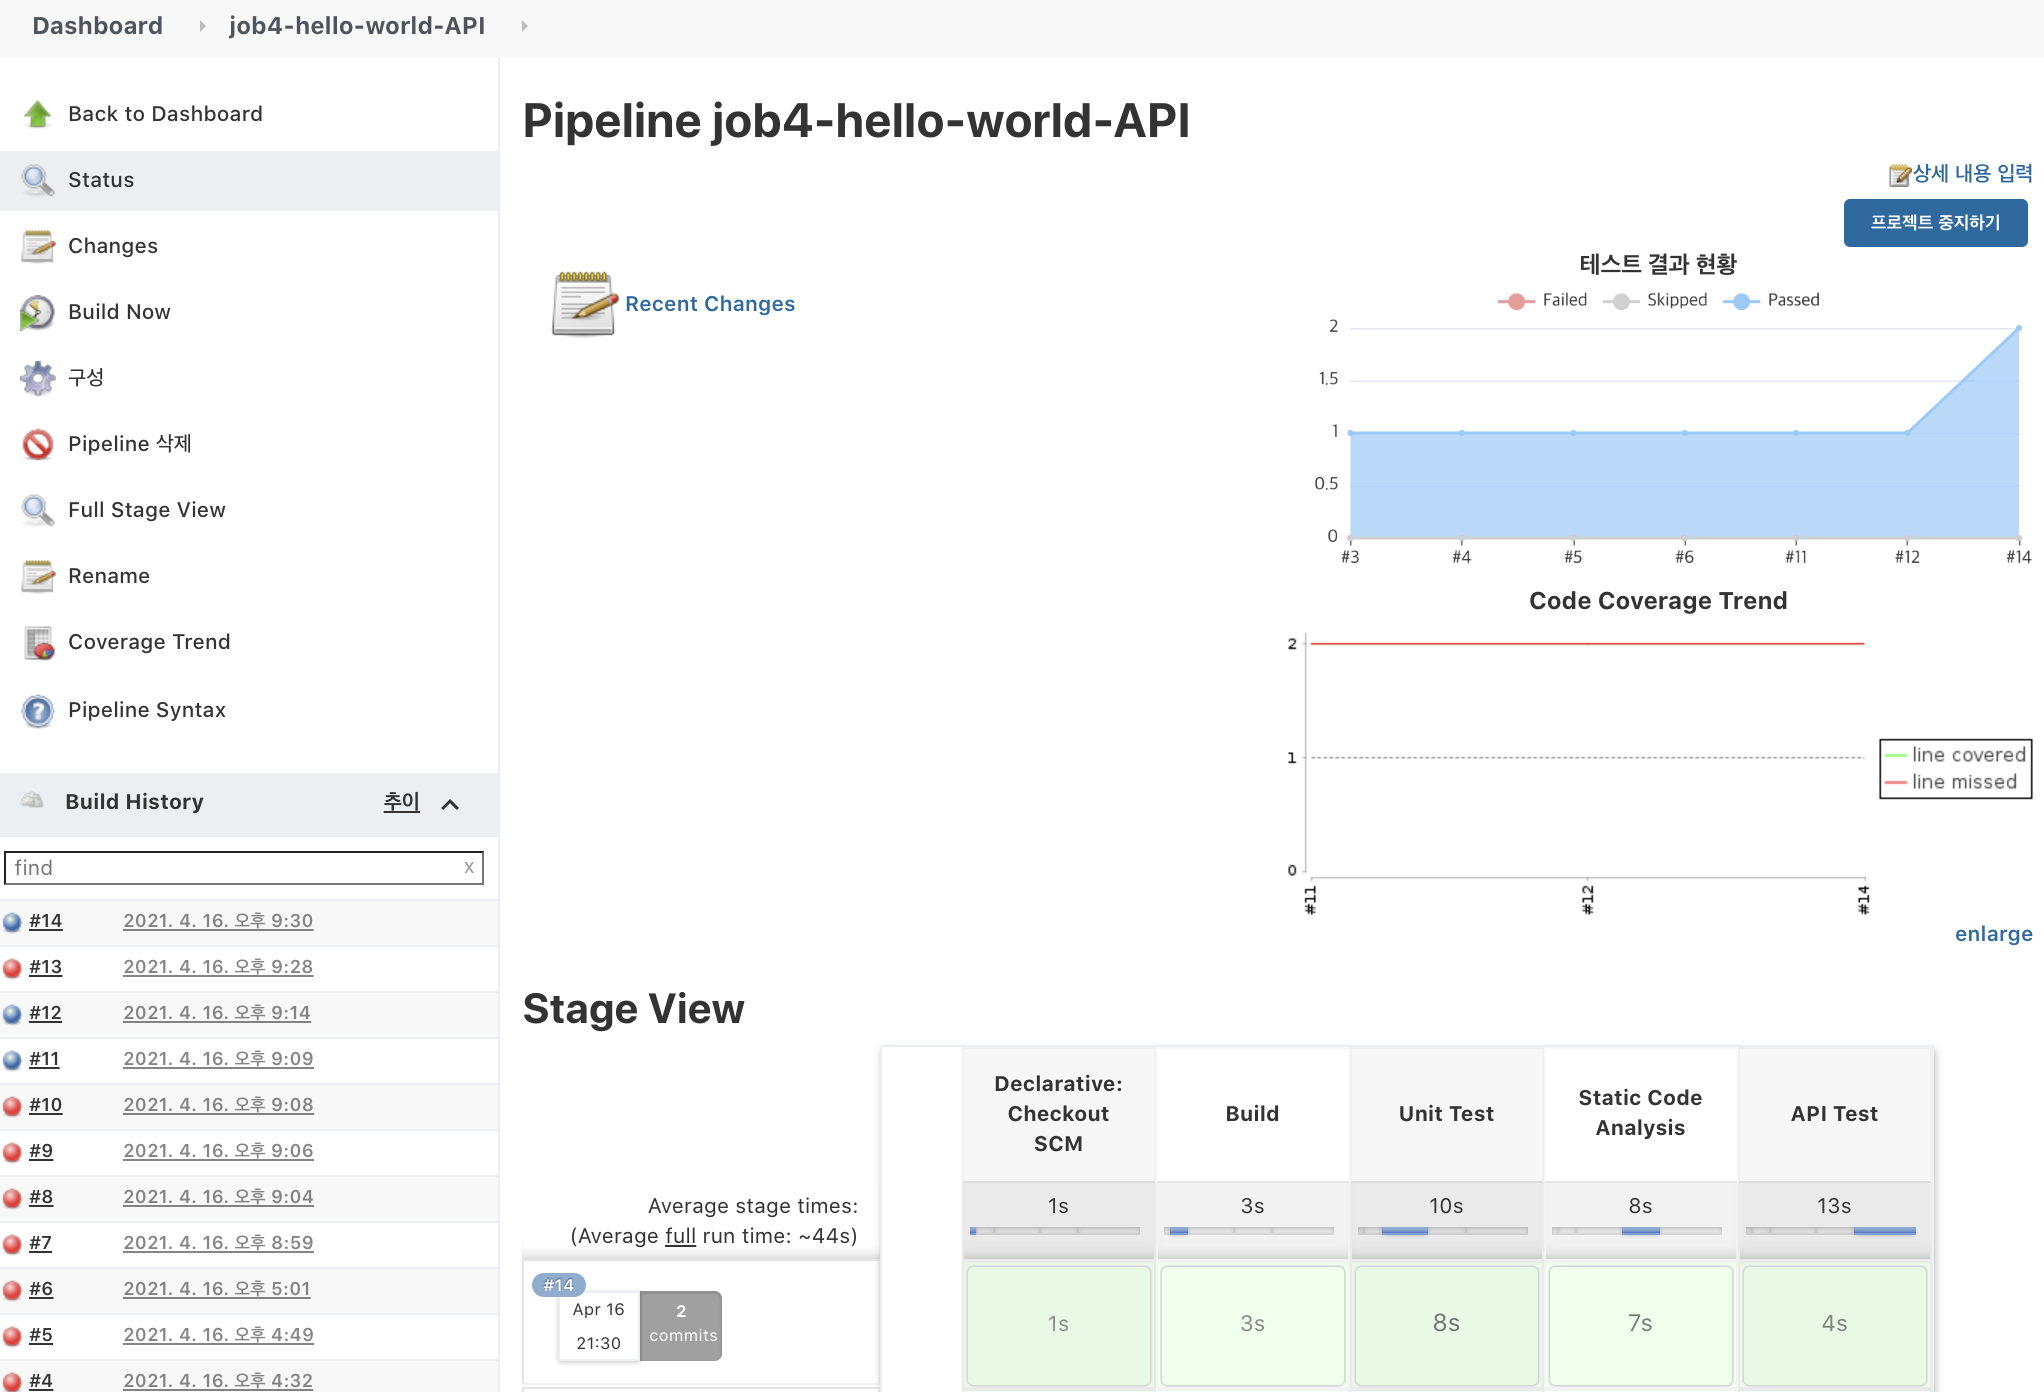 Dashboard
job4-hello-world-API
Back to Dashboard
Status
Changes
Build Now
구성
Pipeline 삭제
Full Stage View
Rename
Coverage Trend
Pipeline Syntax
Build History 추이
find x
#14 2021. 4. 16. 오후 9:30
#13 2021. 4. 16. 오후 9:28
#12 2021. 4. 16. 오후 9:14
#11 2021. 4. 16. 오후 9:09
#10 2021. 4. 16. 오후 9:08
#9 2021. 4. 16. 오후 9:06
#8 2021. 4. 16. 오후 9:04
#7 2021. 4. 16. 오후 8:59
#6 2021. 4. 16. 오후 5:01
#5 2021. 4. 16. 오후 4:49
#4 2021. 4. 16. 오후 4:32
Pipeline job4-hello-world-API
상세 내용 입력
프로젝트 중지하기
Recent Changes
테스트 결과 현황
Failed Skipped Passed
2
1.5
1
0.5
0
#3 #4 #5 #6 #11 #12 #14
Code Coverage Trend
2
1
0
#11 #12 #14
line covered
line missed
enlarge
Stage View
Declarative:
Checkout
SCM
Build
Unit Test
Static Code
Analysis
API Test
Average stage times:
(Average full run time: ~44s)
1s 3s 10s 8s 13s
#14
Apr 16
21:30
2
commits
1s 3s 8s 7s 4s